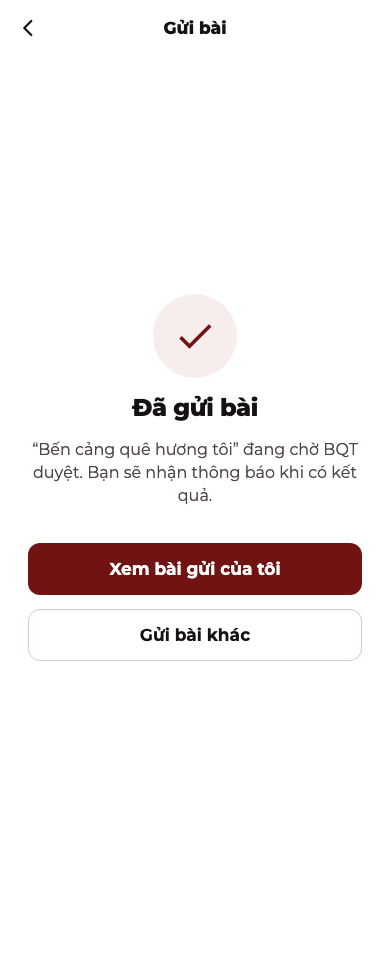 Gửi bài
Đã gửi bài
“Bến cảng quê hương tôi” đang chờ BQT
duyệt. Bạn sẽ nhận thông báo khi có kết
quả.
Xem bài gửi của tôi
Gửi bài khác